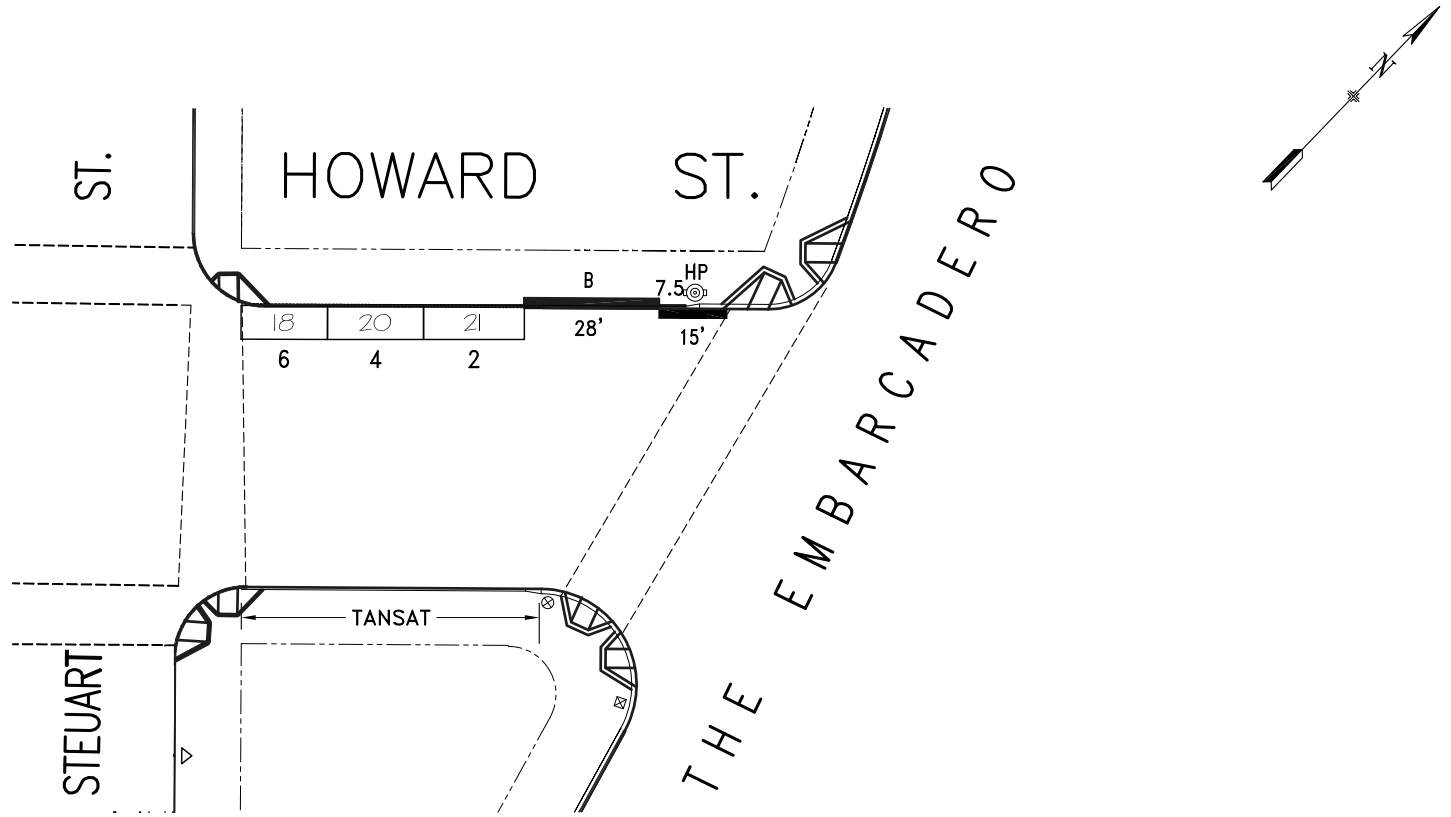 N
HOWARD ST.
ST.
B
7.5
HP
18 20 21
28'
15'
6 4 2
THE EMBARCADERO
TANSAT
STEUART